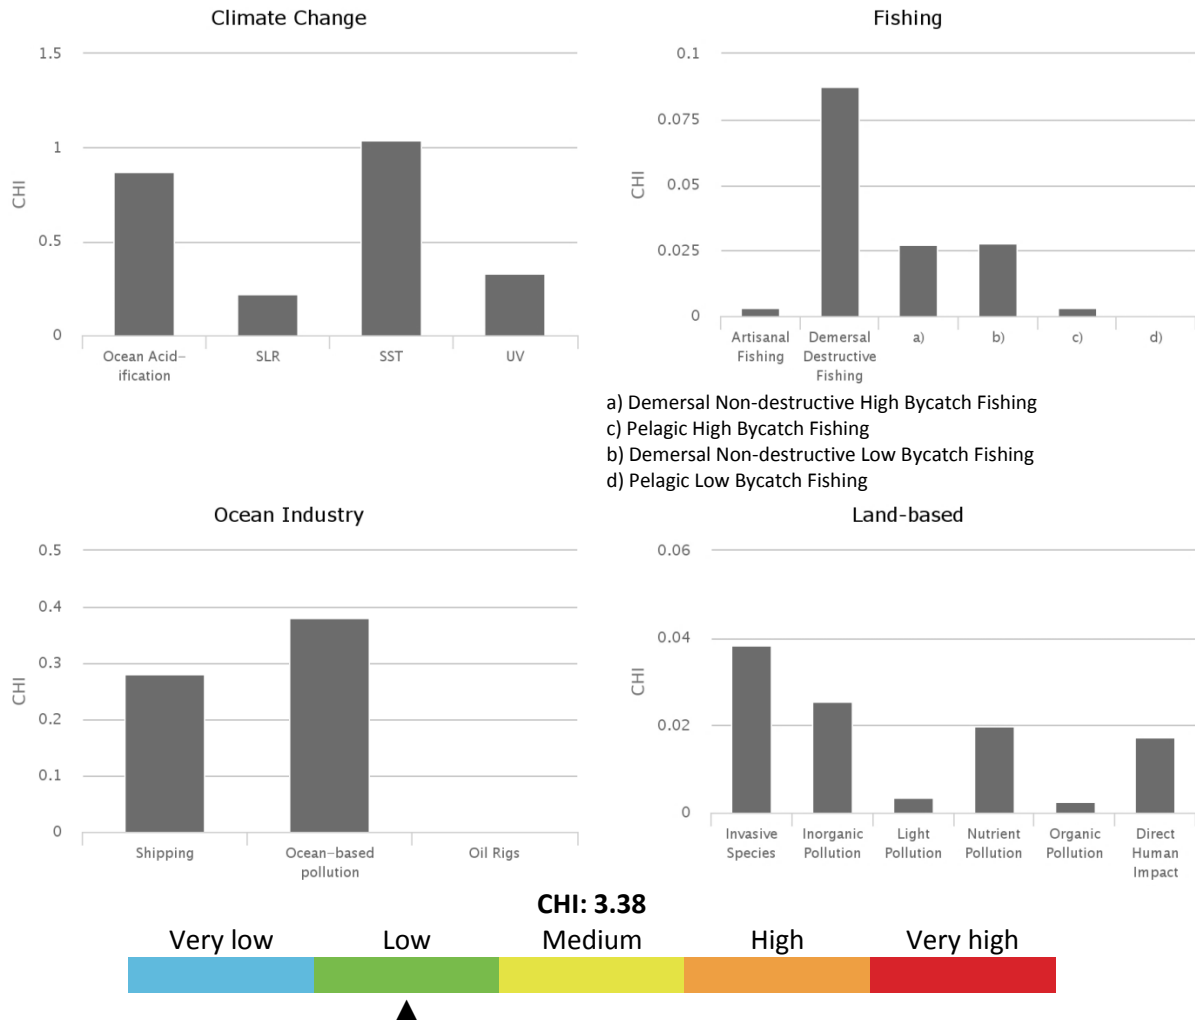 Climate Change
1.5
1
0.5
0
CHI
Ocean Acid-
ification
SLR
SST
UV
Fishing
0.1
0.075
0.05
0.025
0
CHI
Artisanal
Fishing
Demersal
Destructive
Fishing
a)
b)
c)
d)
a) Demersal Non-destructive High Bycatch Fishing
c) Pelagic High Bycatch Fishing
b) Demersal Non-destructive Low Bycatch Fishing
d) Pelagic Low Bycatch Fishing
Ocean Industry
0.5
0.4
0.3
0.2
0.1
0
CHI
Shipping
Ocean-based
pollution
Oil Rigs
Land-based
0.06
0.04
0.02
0
CHI
Invasive
Species
Inorganic
Pollution
Light
Pollution
Nutrient
Pollution
Organic
Pollution
Direct
Human
Impact
CHI: 3.38
Very low Low Medium High Very high